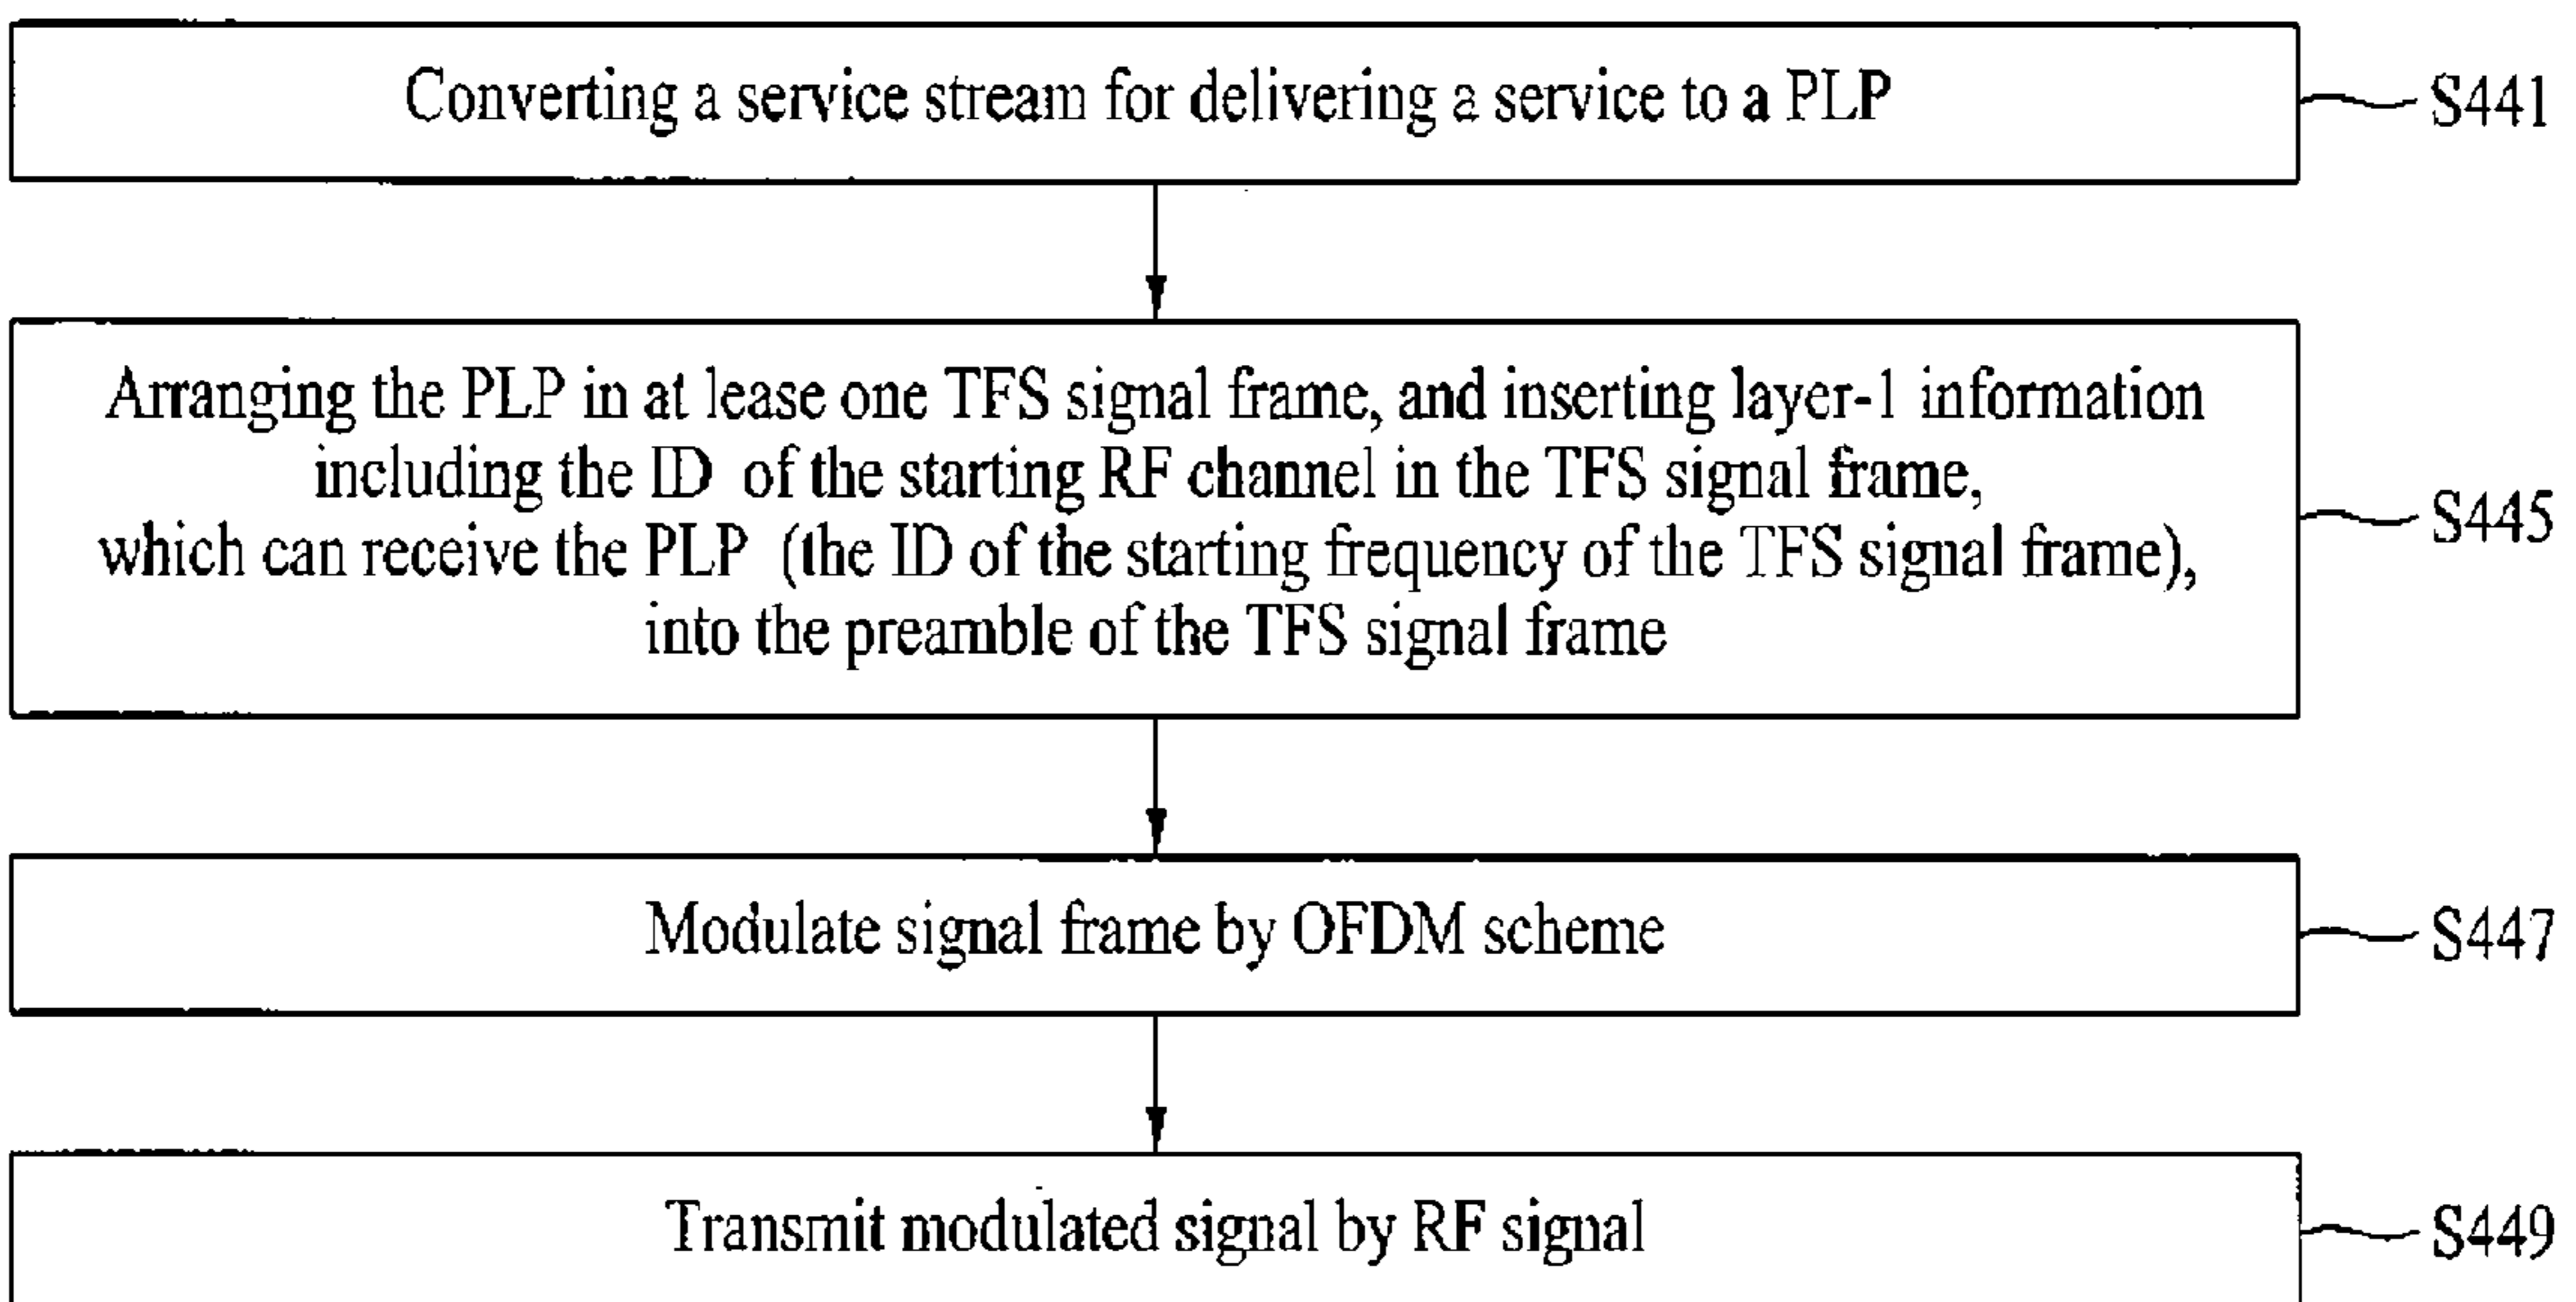 Converting a service stream for delivering a service to a PLP
S441
Arranging the PLP in at lease one TFS signal frame, and inserting layer-1 information
including the ID of the starting RF channel in the TFS signal frame,
which can receive the PLP (the ID of the starting frequency of the TFS signal frame),
into the preamble of the TFS signal frame
S445
Modulate signal frame by OFDM scheme
S447
Transmit modulated signal by RF signal
S449